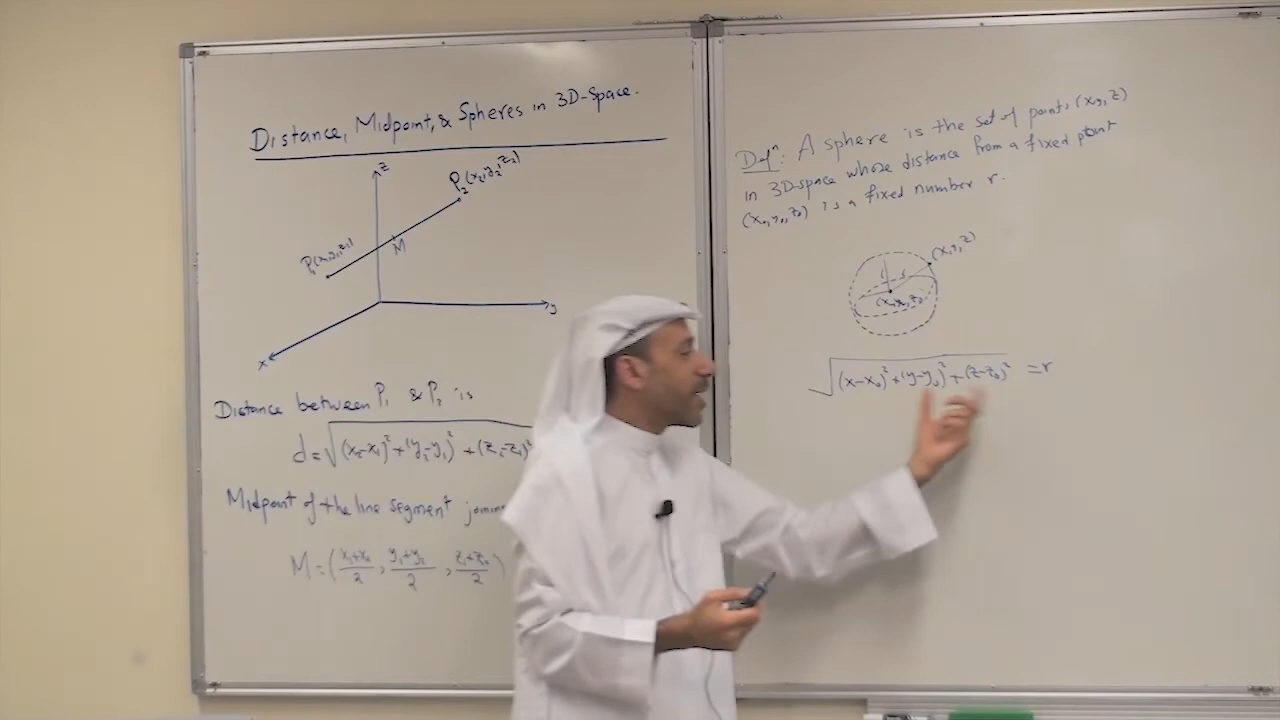 Distance, Midpoint, & Spheres in 3D-Space.
z
P₂(x₂,y₂,z₂)
P₁(x₁,y₁,z₁)
M
y
x
Distance between P₁ & P₂ is
d=√(x₂-x₁)²+(y₂-y₁)²+(z₂-z₁)²
Midpoint of the line segment
M=(x₁+x₂/2, y₁+y₂/2, z₁+z₂/2)
Defⁿ: A sphere is the set of points (x,y,z)
in 3D-space whose distance from a fixed point
(x₀,y₀,z₀) is a fixed number r.
(x,y,z)
r
(x₀,y₀,z₀)
√(x-x₀)²+(y-y₀)²+(z-z₀)² =r